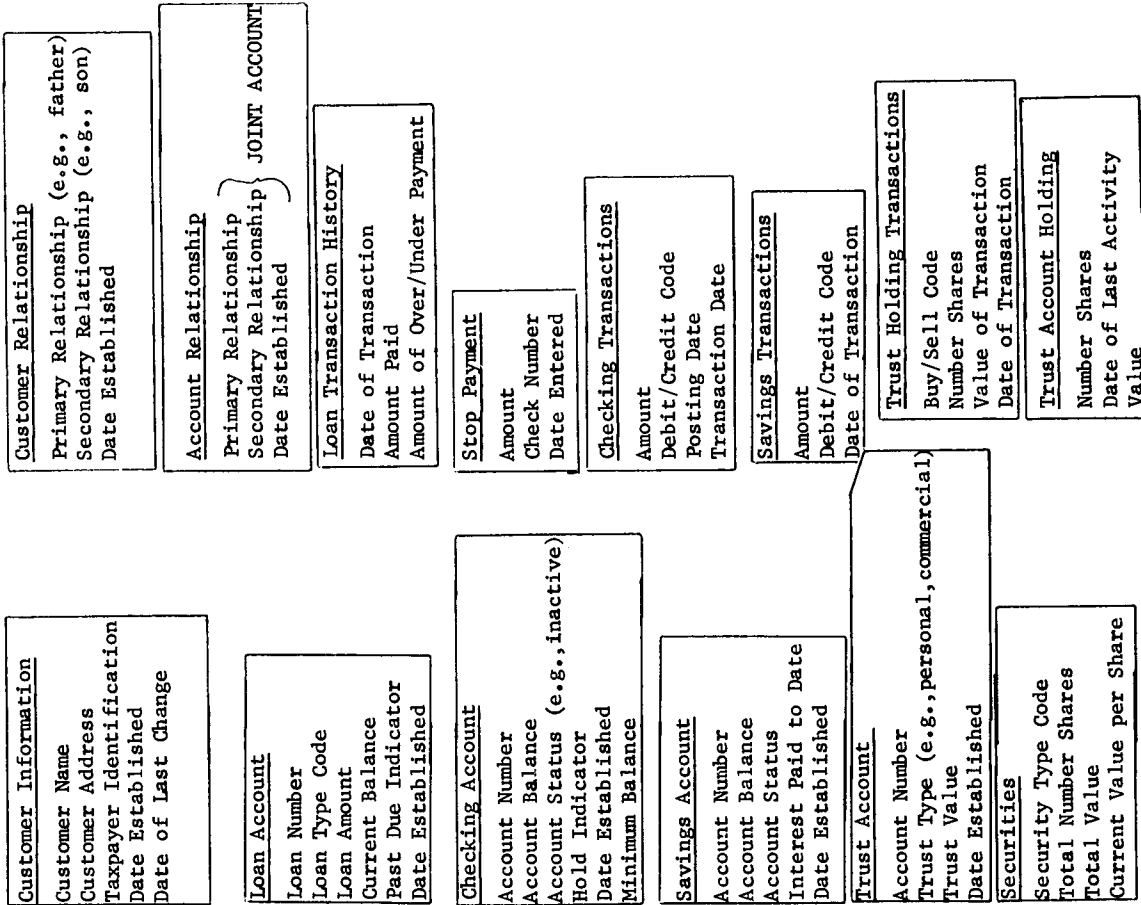 Customer Information
Customer Name
Customer Address
Taxpayer Identification
Date Established
Date of Last Change
Loan Account
Loan Number
Loan Type Code
Loan Amount
Current Balance
Past Due Indicator
Date Established
Checking Account
Account Number
Account Balance
Account Status (e.g.,inactive)
Hold Indicator
Date Established
Minimum Balance
Savings Account
Account Number
Account Balance
Account Status
Interest Paid to Date
Date Established
Trust Account
Account Number
Trust Type (e.g.,personal,commercial)
Trust Value
Date Established
Securities
Security Type Code
Total Number Shares
Total Value
Current Value per Share
Customer Relationship
Primary Relationship (e.g., father)
Secondary Relationship (e.g., son)
Date Established
Account Relationship
Primary Relationship
Secondary Relationship
JOINT ACCOUNT
Date Established
Loan Transaction History
Date of Transaction
Amount Paid
Amount of Over/Under Payment
Stop Payment
Amount
Check Number
Date Entered
Checking Transactions
Amount
Debit/Credit Code
Posting Date
Transaction Date
Savings Transactions
Amount
Debit/Credit Code
Date of Transaction
Trust Holding Transactions
Buy/Sell Code
Number Shares
Value of Transaction
Date of Transaction
Trust Account Holding
Number Shares
Date of Last Activity
Value